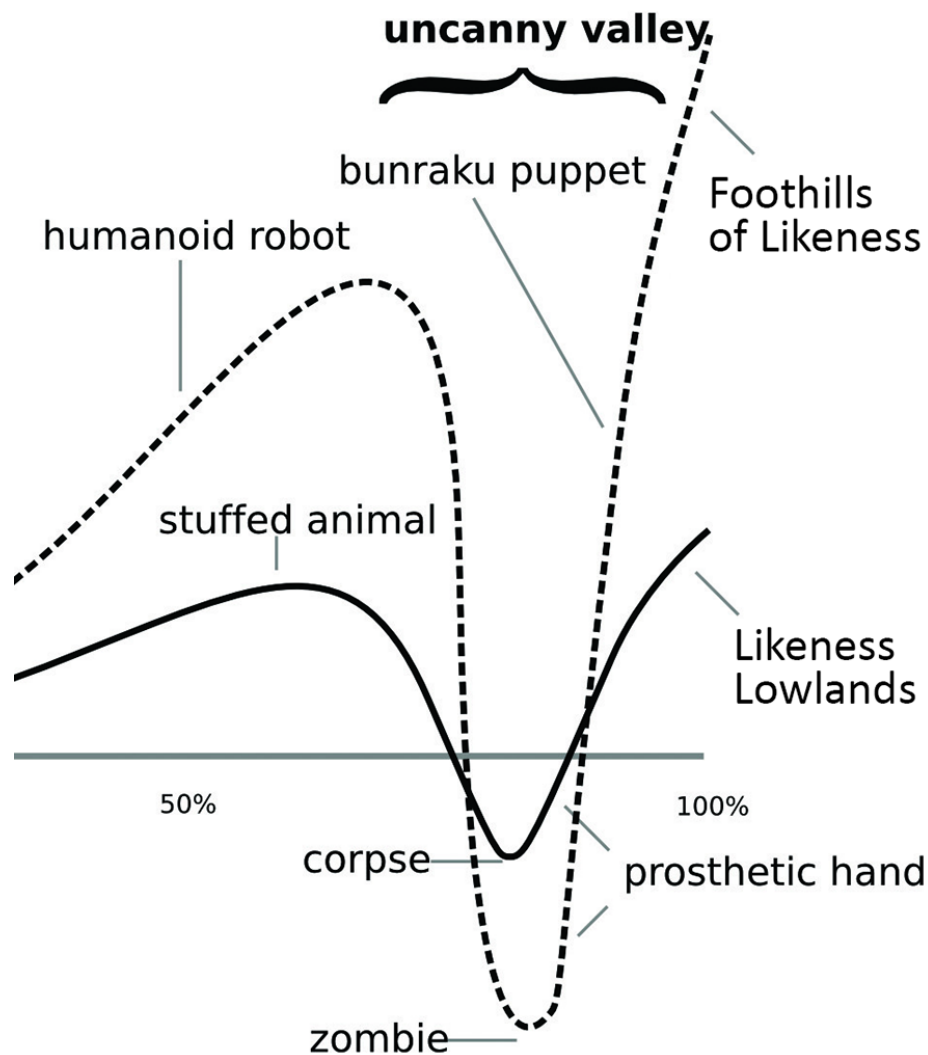 uncanny valley
bunraku puppet
Foothills
of Likeness
humanoid robot
stuffed animal
Likeness
Lowlands
50%
100%
corpse
prosthetic hand
zombie